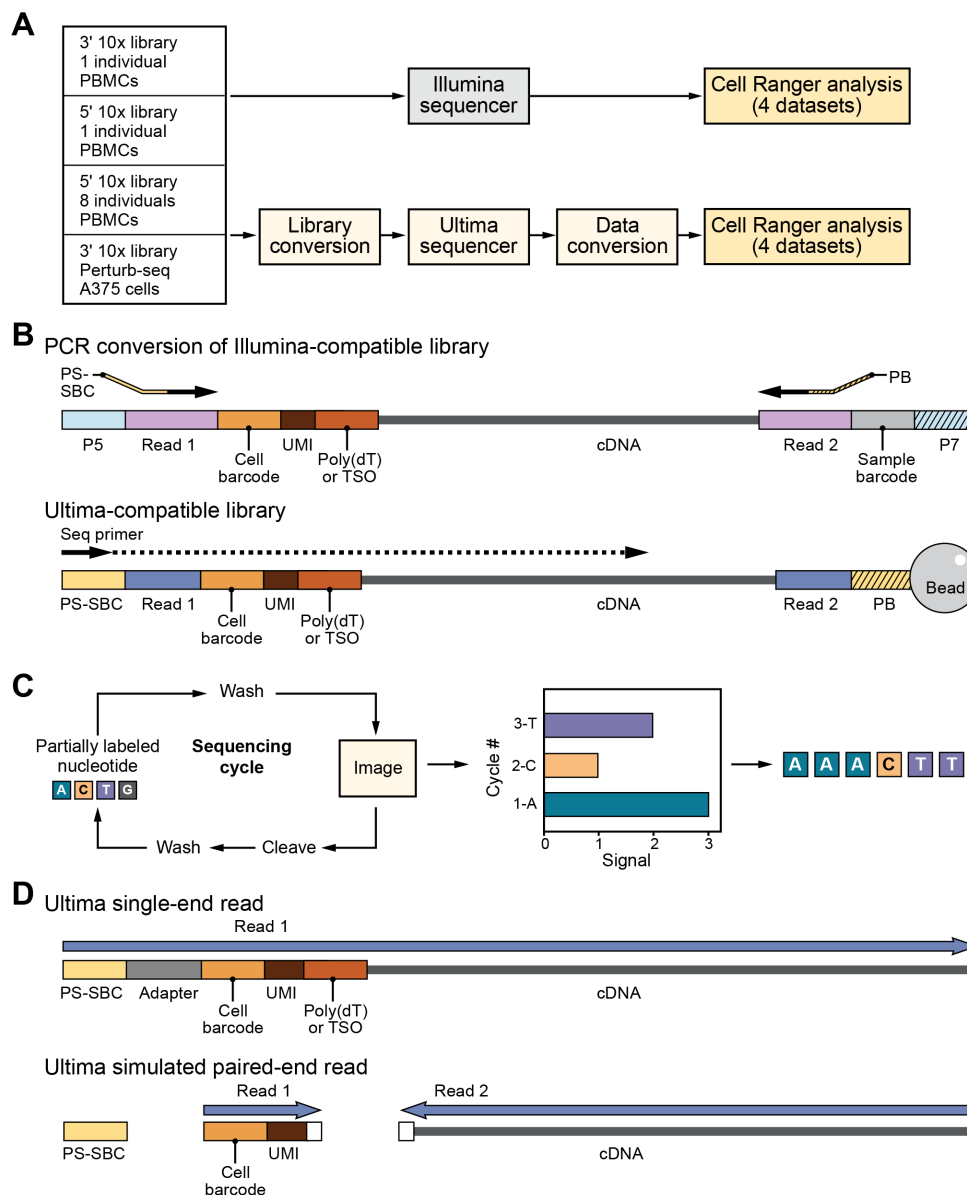 A
3' 10x library
1 individual
PBMCs
5' 10x library
1 individual
PBMCs
5' 10x library
8 individuals
PBMCs
3' 10x library
Perturb-seq
A375 cells
Illumina
sequencer
Cell Ranger analysis
(4 datasets)
Library
conversion
Ultima
sequencer
Data
conversion
Cell Ranger analysis
(4 datasets)
B
PCR conversion of Illumina-compatible library
PS-
SBC
PB
P5
Read 1
Cell
barcode
UMI
Poly(dT)
or TSO
cDNA
Read 2
Sample
barcode
P7
Ultima-compatible library
Seq primer
PS-SBC
Read 1
Cell
barcode
UMI
Poly(dT)
or TSO
cDNA
Read 2
PB
Bead
C
Wash
Partially labeled
nucleotide
A C T G
Sequencing
cycle
Image
Wash
Cleave
Cycle #
3-T
2-C
1-A
0 1 2 3
Signal
A A A C T T
D
Ultima single-end read
Read 1
PS-SBC
Adapter
Cell
barcode
UMI
Poly(dT)
or TSO
cDNA
Ultima simulated paired-end read
Read 1
Read 2
PS-SBC
Cell
barcode
UMI
cDNA